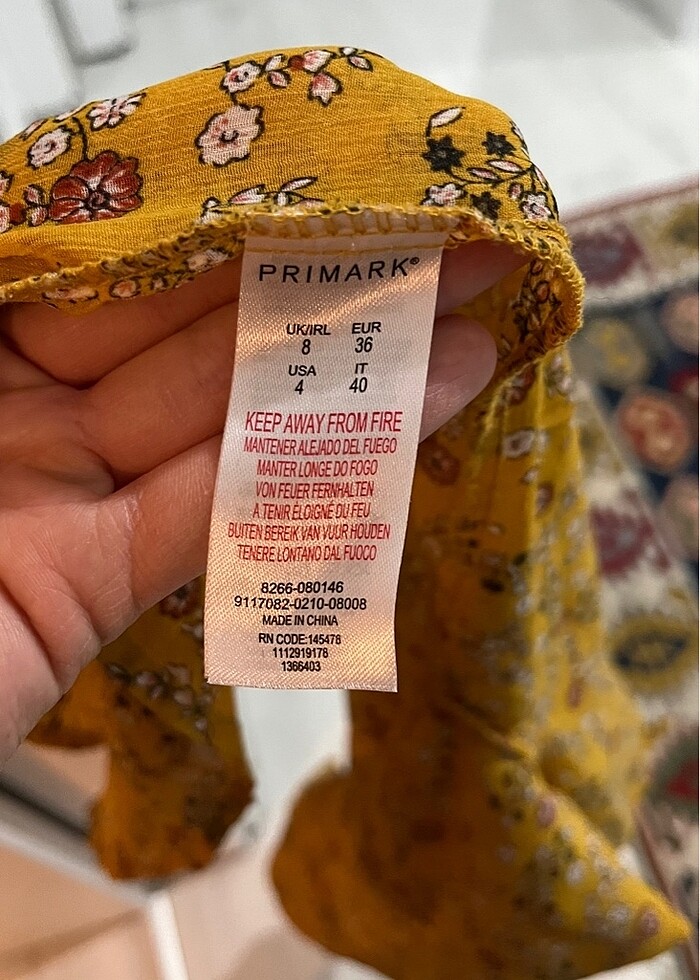 PRIMARK®
UK/IRL EUR
8 36
USA IT
4 40
KEEP AWAY FROM FIRE
MANTENER ALEJADO DEL FUEGO
MANTER LONGE DO FOGO
VON FEUER FERNHALTEN
A TENIR ÉLOIGNÉ DU FEU
BUITEN BEREIK VAN VUUR HOUDEN
TENERE LONTANO DAL FUOCO
8266-080146
9117082-0210-08008
MADE IN CHINA
RN CODE:145478
1112919178
1366403